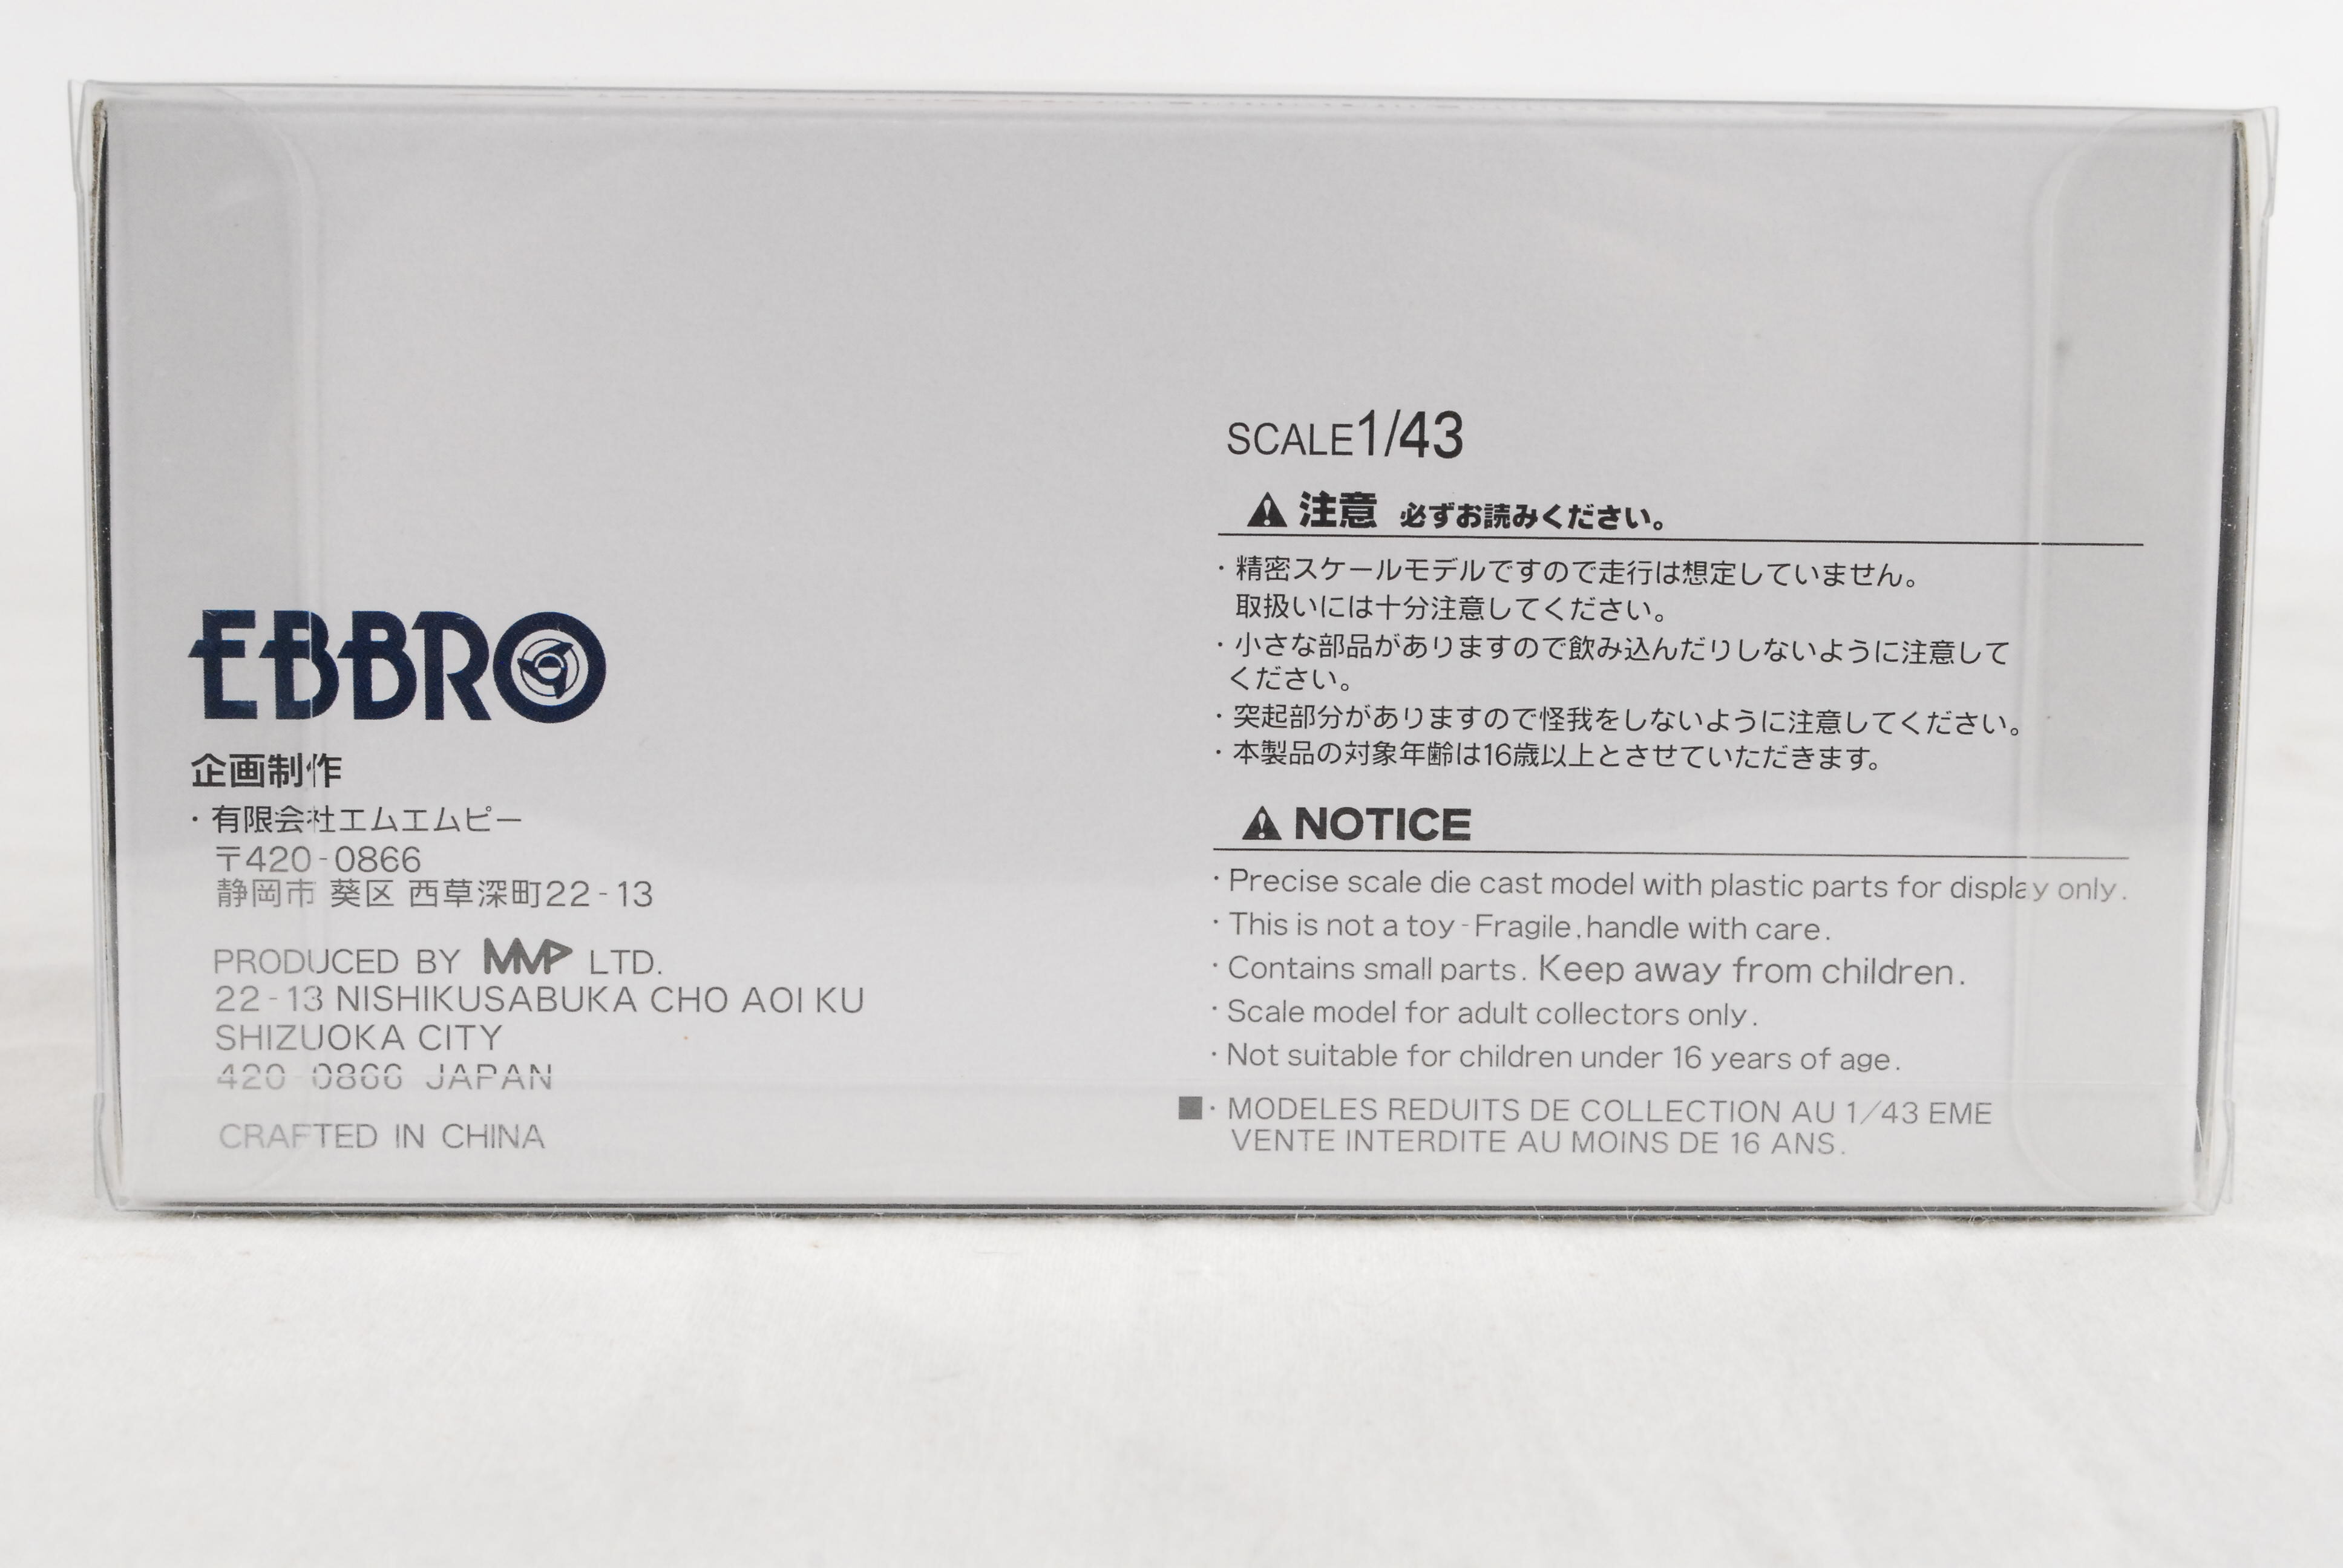 EBBRO
企画制作
・有限会社エムエムピー
〒420-0866
静岡市 葵区 西草深町22-13
PRODUCED BY MMP LTD.
22-13 NISHIKUSABUKA CHO AOI KU
SHIZUOKA CITY
420-0866 JAPAN
CRAFTED IN CHINA
SCALE1/43
注意 必ずお読みください。
・精密スケールモデルですので走行は想定していません。
取扱いには十分注意してください。
・小さな部品がありますので飲み込んだりしないように注意して
ください。
・突起部分がありますので怪我をしないように注意してください。
・本製品の対象年齢は16歳以上とさせていただきます。
NOTICE
・Precise scale die cast model with plastic parts for display only.
・This is not a toy-Fragile,handle with care.
・Contains small parts. Keep away from children.
・Scale model for adult collectors only.
・Not suitable for children under 16 years of age.
■・MODELES REDUITS DE COLLECTION AU 1/43 EME
VENTE INTERDITE AU MOINS DE 16 ANS.